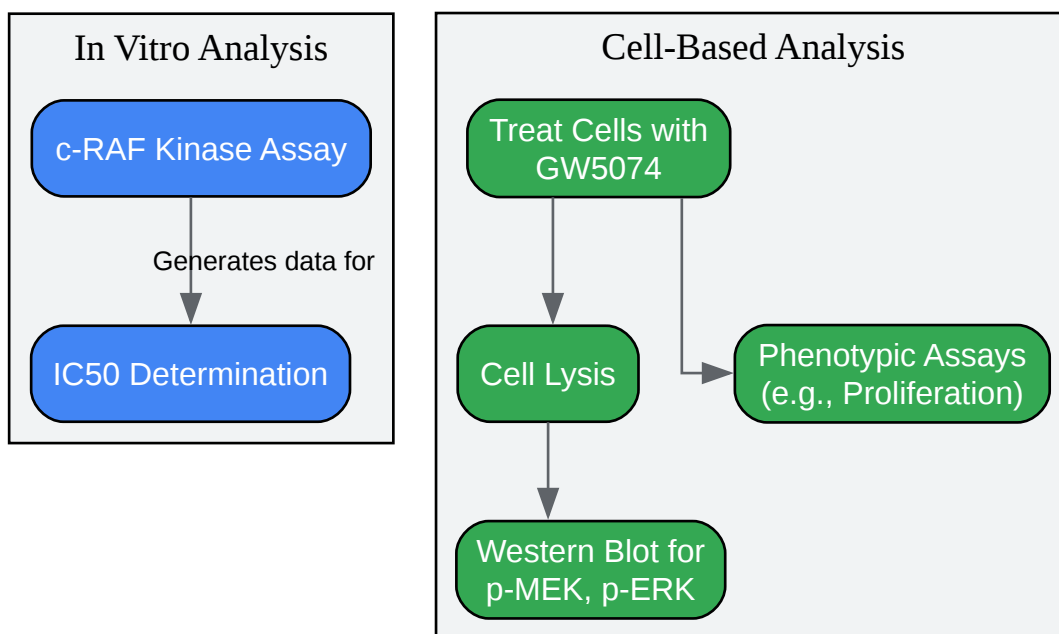 In Vitro Analysis
c-RAF Kinase Assay
Generates data for
IC50 Determination
Cell-Based Analysis
Treat Cells with
GW5074
Cell Lysis
Phenotypic Assays
(e.g., Proliferation)
Western Blot for
p-MEK, p-ERK